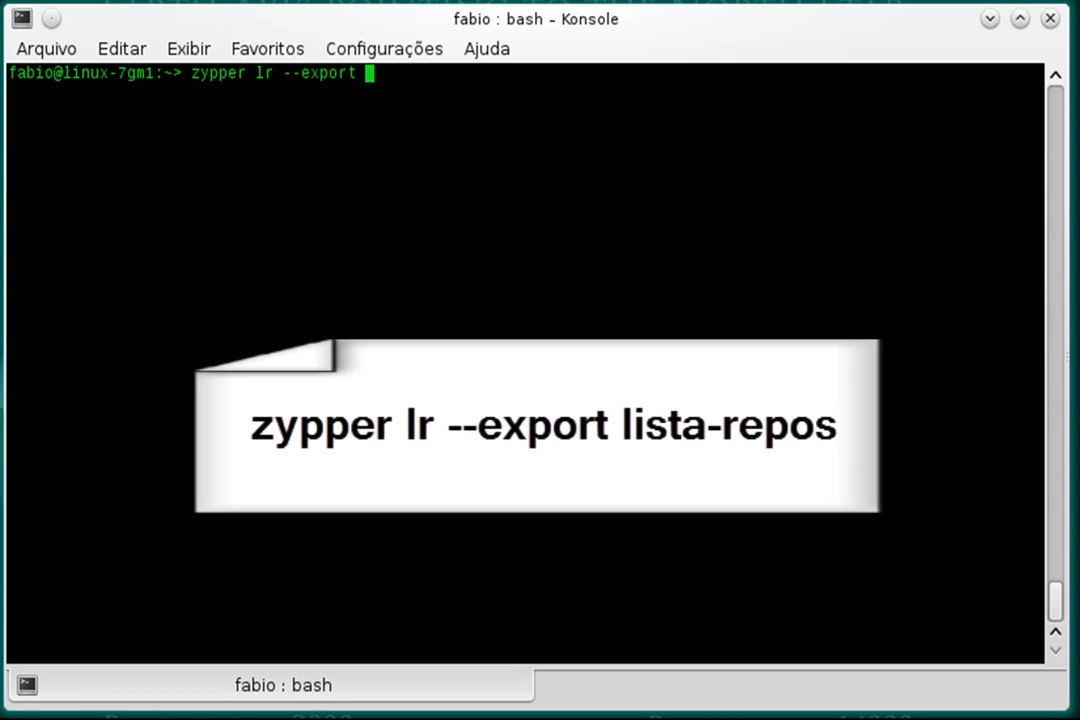 fabio : bash – Konsole
Arquivo Editar Exibir Favoritos Configurações Ajuda
fabio@linux-7gm1:~> zypper lr --export
zypper lr --export lista-repos
fabio : bash